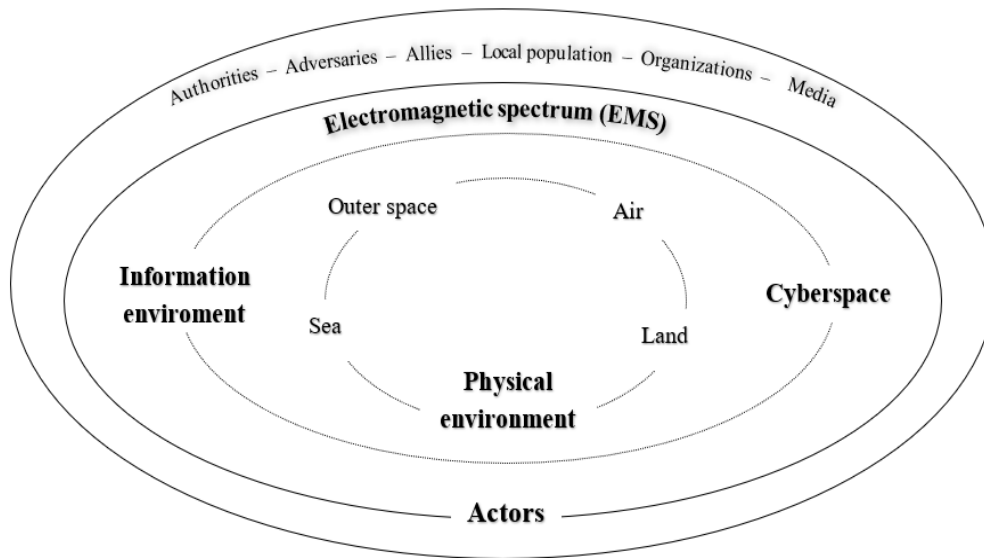 Authorities – Adversaries – Allies – Local population – Organizations – Media
Electromagnetic spectrum (EMS)
Outer space
Air
Information
enviroment
Cyberspace
Sea
Land
Physical
environment
Actors